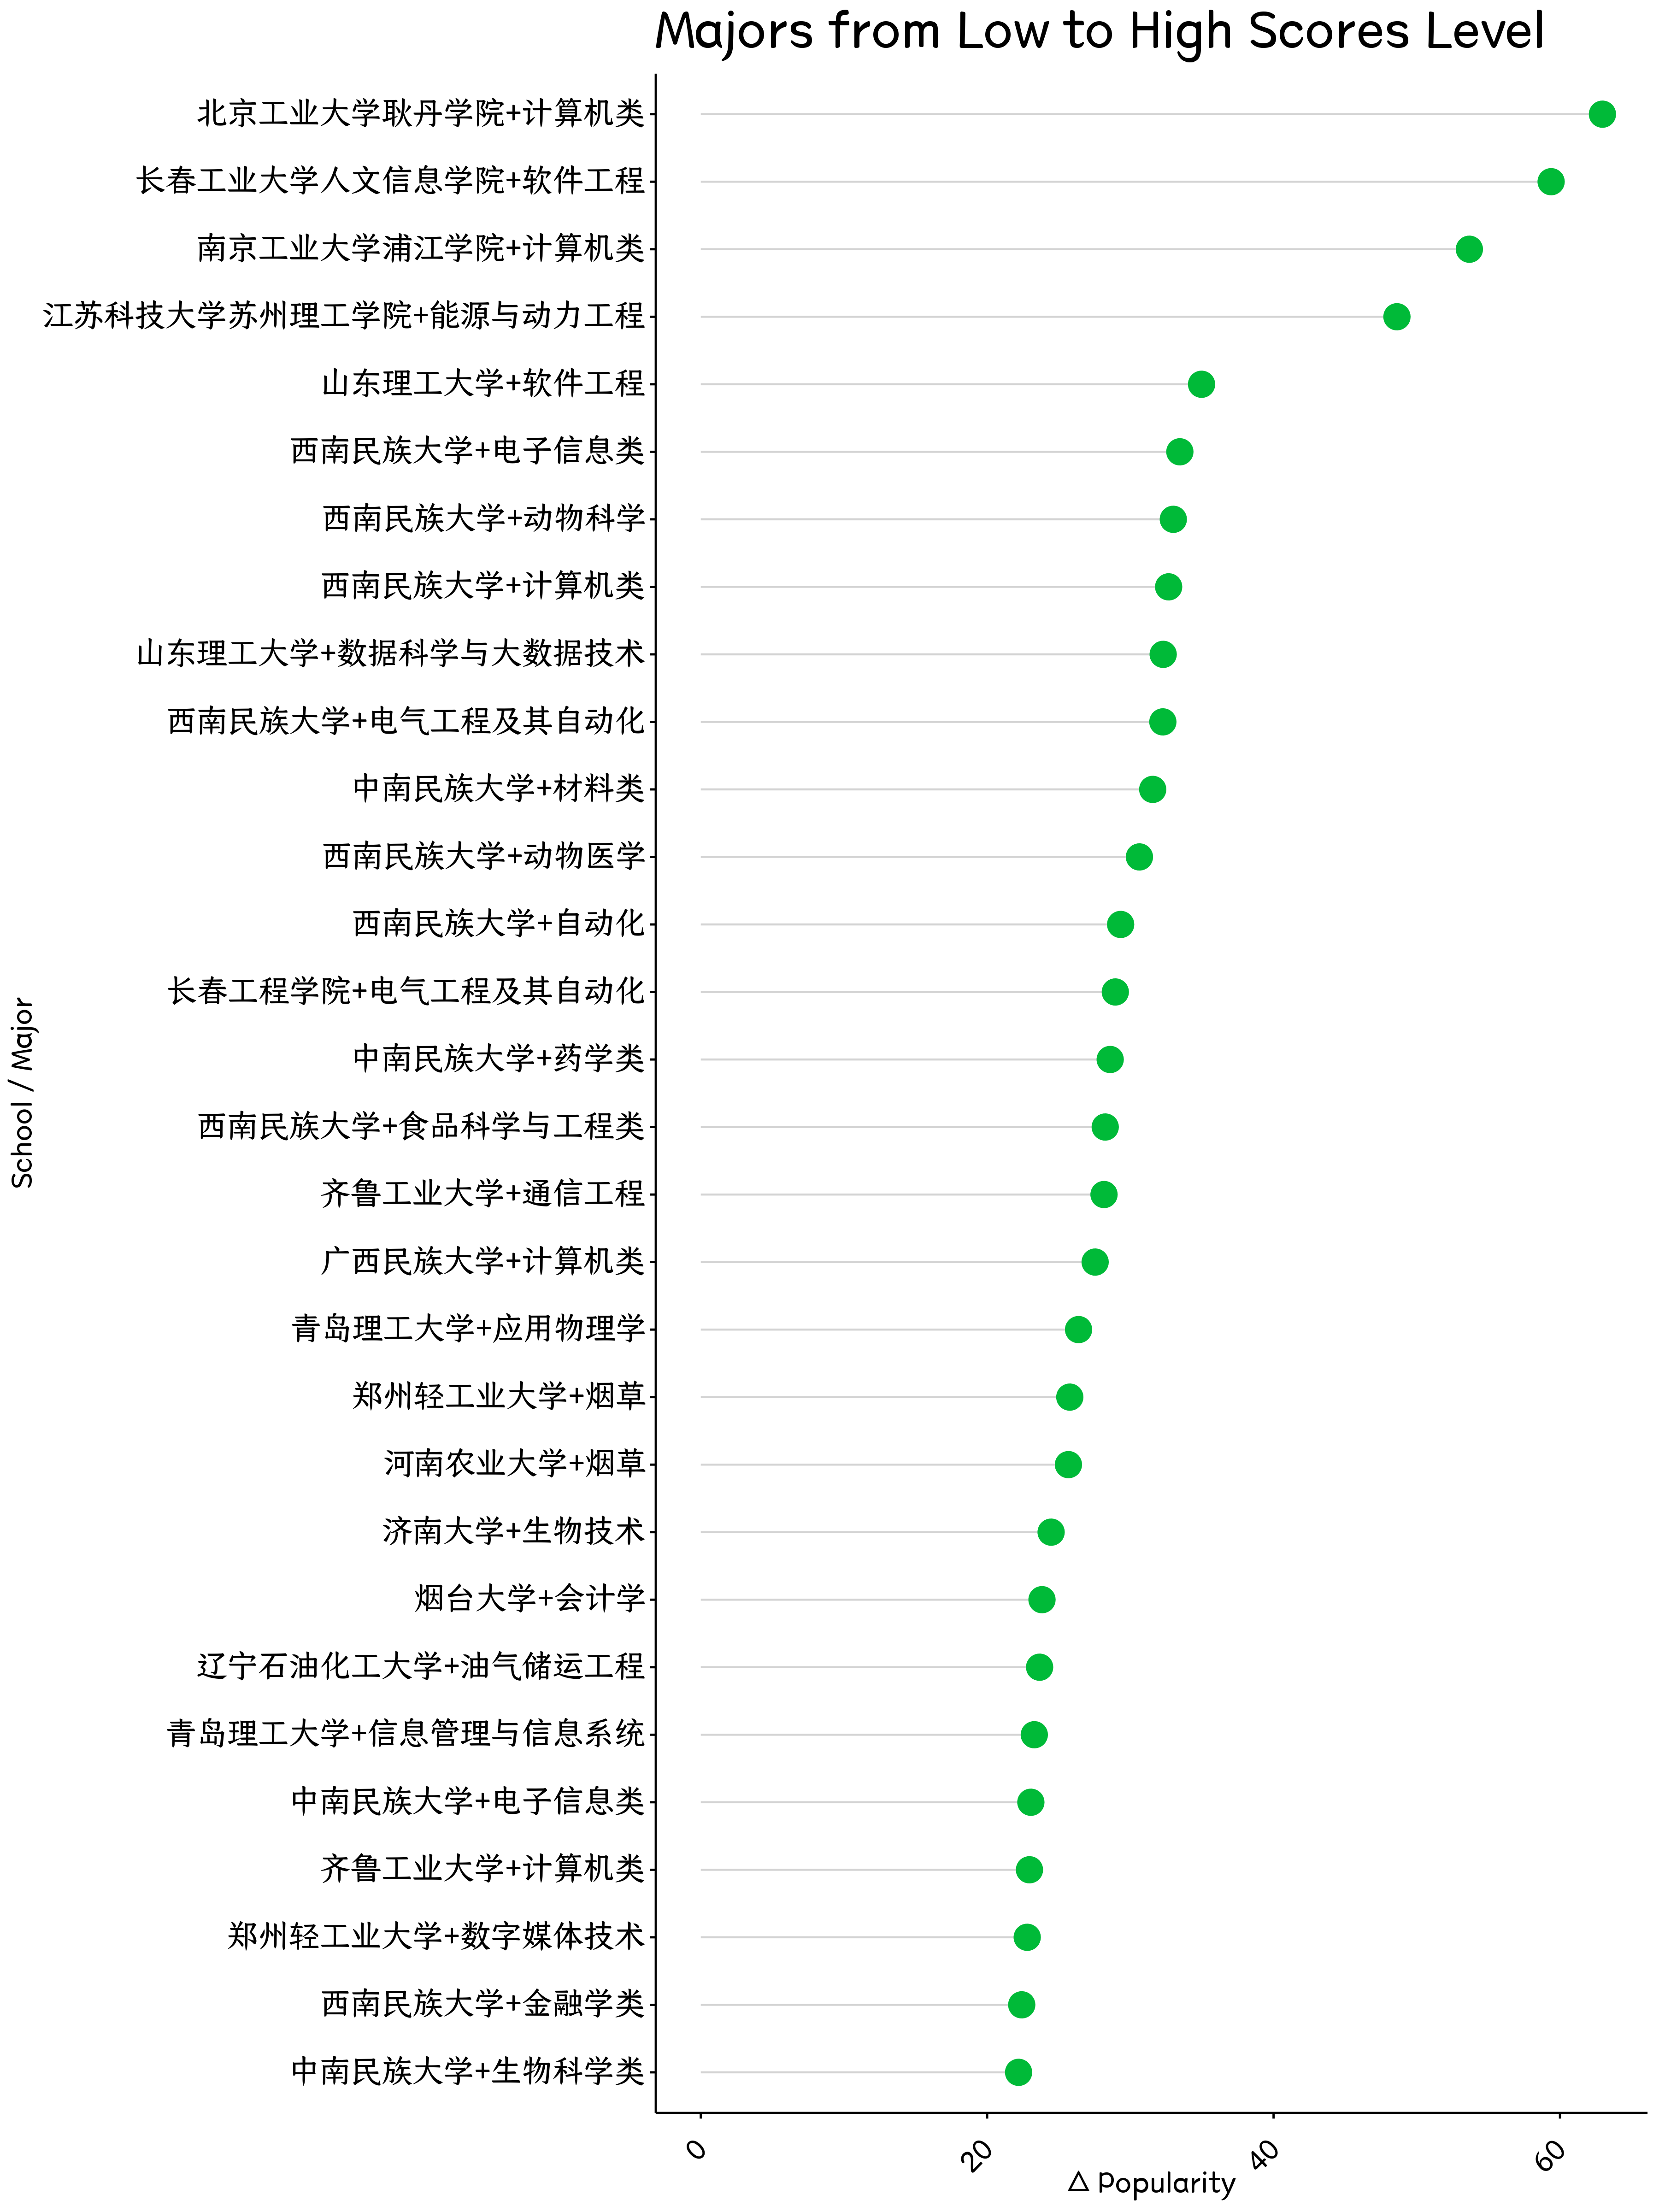 Majors from Low to High Scores Level
北京工业大学耿丹学院+计算机类
长春工业大学人文信息学院+软件工程
南京工业大学浦江学院+计算机类
江苏科技大学苏州理工学院+能源与动力工程
山东理工大学+软件工程
西南民族大学+电子信息类
西南民族大学+动物科学
西南民族大学+计算机类
山东理工大学+数据科学与大数据技术
西南民族大学+电气工程及其自动化
中南民族大学+材料类
西南民族大学+动物医学
西南民族大学+自动化
长春工程学院+电气工程及其自动化
中南民族大学+药学类
西南民族大学+食品科学与工程类
齐鲁工业大学+通信工程
广西民族大学+计算机类
青岛理工大学+应用物理学
郑州轻工业大学+烟草
河南农业大学+烟草
济南大学+生物技术
烟台大学+会计学
辽宁石油化工大学+油气储运工程
青岛理工大学+信息管理与信息系统
中南民族大学+电子信息类
齐鲁工业大学+计算机类
郑州轻工业大学+数字媒体技术
西南民族大学+金融学类
中南民族大学+生物科学类
School / Major
0 20 40 60
△ Popularity